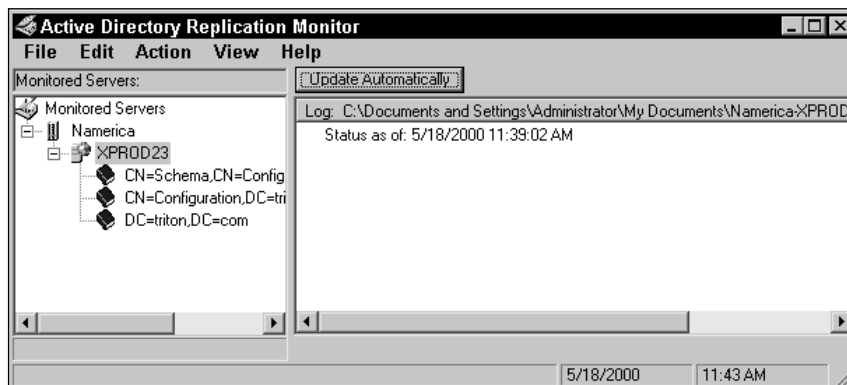 Active Directory Replication Monitor
File Edit Action View Help
Monitored Servers:
Update Automatically
Monitored Servers
Namerica
XPROD23
CN=Schema,CN=Config
CN=Configuration,DC=tri
DC=triton,DC=com
Log: C:\Documents and Settings\Administrator\My Documents\Namerica-XPROD
Status as of: 5/18/2000 11:39:02 AM
5/18/2000
11:43 AM